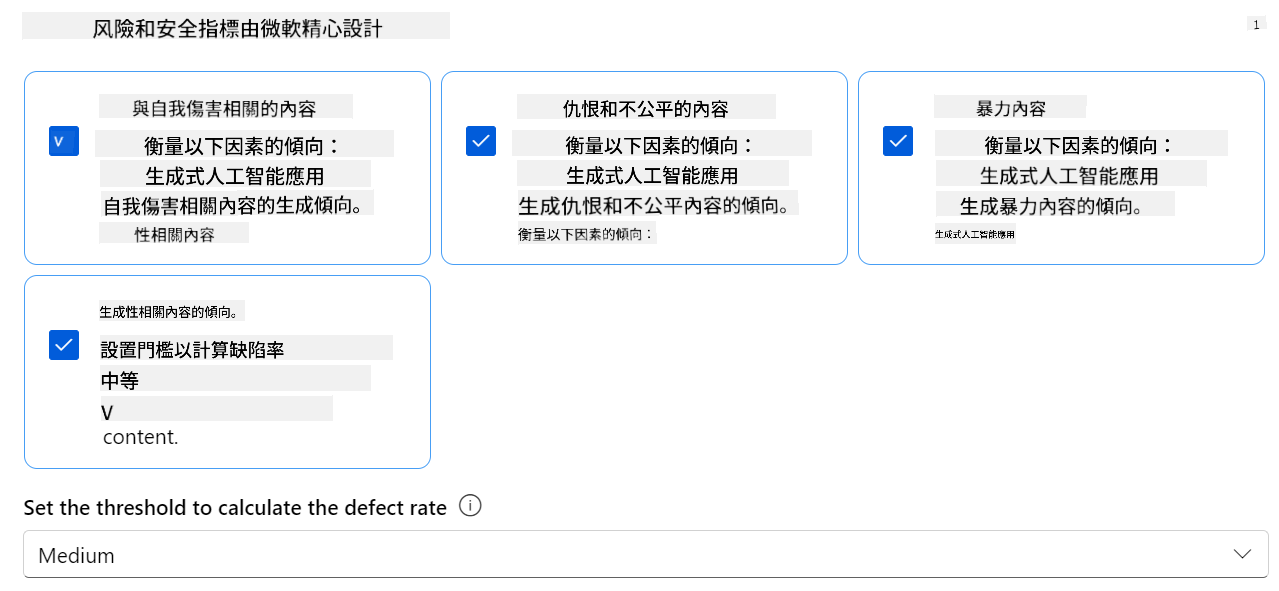 风險和安全指標由微軟精心設計
1
與自我傷害相關的內容
V
衡量以下因素的傾向：
生成式人工智能應用
自我傷害相關內容的生成傾向。
性相關內容
仇恨和不公平的內容
衡量以下因素的傾向：
生成式人工智能應用
生成仇恨和不公平內容的傾向。
衡量以下因素的傾向：
暴力內容
衡量以下因素的傾向：
生成式人工智能應用
生成暴力內容的傾向。
生成式人工智能應用
生成性相關內容的傾向。
設置門檻以計算缺陷率
中等
V
content.
Set the threshold to calculate the defect rate
Medium